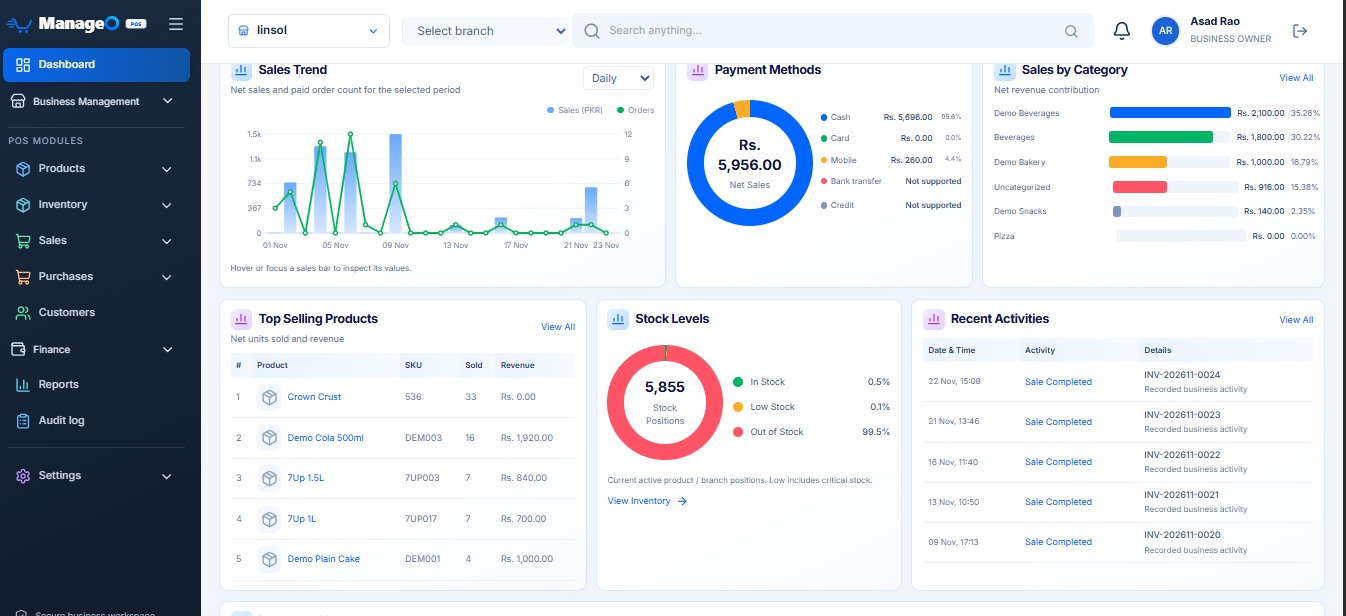 ManageO POS
linsol
Select branch
Search anything...
AR
Asad Rao
BUSINESS OWNER
Dashboard
Business Management
POS MODULES
Products
Inventory
Sales
Purchases
Customers
Finance
Reports
Audit log
Settings
Secure business workspace
Sales Trend
Daily
Net sales and paid order count for the selected period
Sales (PKR)
Orders
1.5k
1.1k
734
367
0
12
9
6
3
0
01 Nov
05 Nov
09 Nov
13 Nov
17 Nov
21 Nov
23 Nov
Hover or focus a sales bar to inspect its values.
Payment Methods
Rs.
5,956.00
Net Sales
Cash Rs. 5,696.00 95.6%
Card Rs. 0.00 0.0%
Mobile Rs. 260.00 4.4%
Bank transfer Not supported
Credit Not supported
Sales by Category
View All
Net revenue contribution
Demo Beverages Rs. 2,100.00 35.26%
Beverages Rs. 1,800.00 30.22%
Demo Bakery Rs. 1,000.00 16.79%
Uncategorized Rs. 916.00 15.38%
Demo Snacks Rs. 140.00 2.35%
Pizza Rs. 0.00 0.00%
Top Selling Products
View All
Net units sold and revenue
# Product SKU Sold Revenue
1 Crown Crust 536 33 Rs. 0.00
2 Demo Cola 500ml DEM003 16 Rs. 1,920.00
3 7Up 1.5L 7UP003 7 Rs. 840.00
4 7Up 1L 7UP017 7 Rs. 700.00
5 Demo Plain Cake DEM001 4 Rs. 1,000.00
Stock Levels
5,855
Stock
Positions
In Stock 0.5%
Low Stock 0.1%
Out of Stock 99.5%
Current active product / branch positions. Low includes critical stock.
View Inventory
Recent Activities
View All
Date & Time Activity Details
22 Nov, 15:08 Sale Completed INV-202611-0024
Recorded business activity
21 Nov, 13:46 Sale Completed INV-202611-0023
Recorded business activity
16 Nov, 11:40 Sale Completed INV-202611-0022
Recorded business activity
13 Nov, 10:50 Sale Completed INV-202611-0021
Recorded business activity
09 Nov, 17:13 Sale Completed INV-202611-0020
Recorded business activity